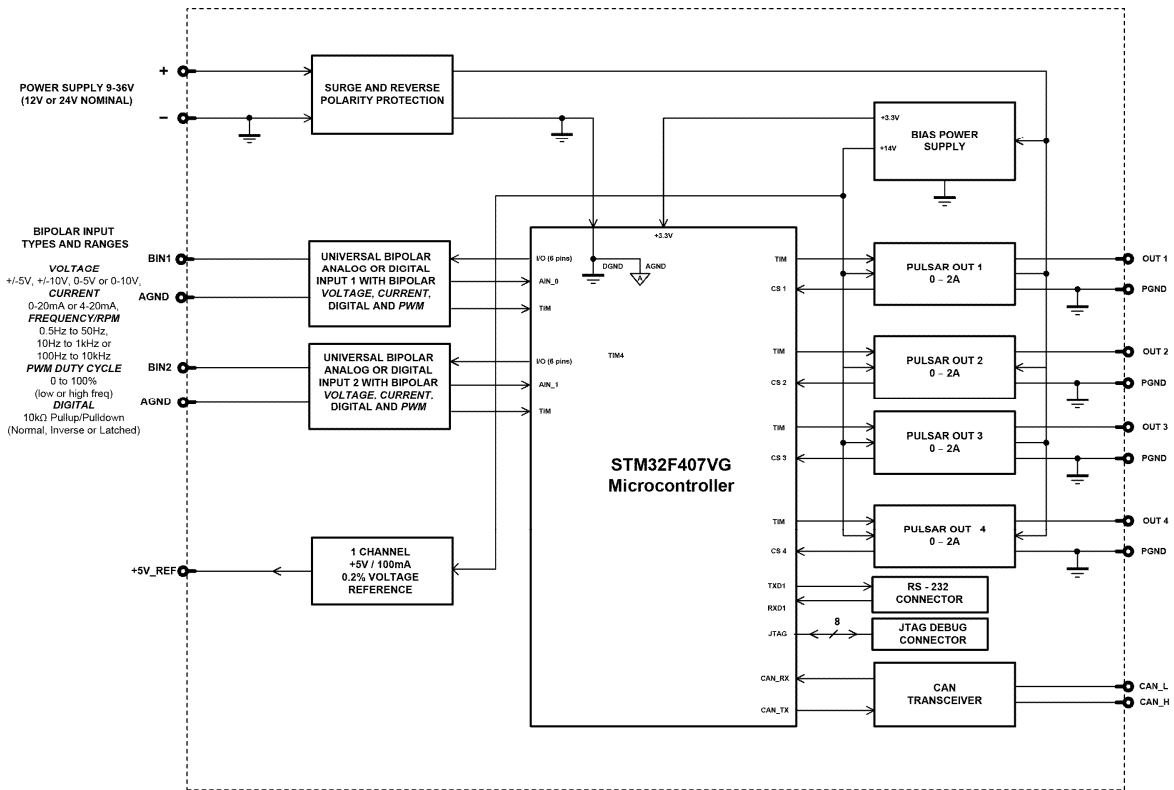 +
POWER SUPPLY 9-36V
(12V or 24V NOMINAL)
–
SURGE AND REVERSE
POLARITY PROTECTION
+3.3V
+14V
BIAS POWER
SUPPLY
BIPOLAR INPUT
TYPES AND RANGES
VOLTAGE
+/-5V, +/-10V, 0-5V or 0-10V,
CURRENT
0-20mA or 4-20mA,
FREQUENCY/RPM
0.5Hz to 50Hz,
10Hz to 1kHz or
100Hz to 10kHz
PWM DUTY CYCLE
0 to 100%
(low or high freq)
DIGITAL
10kΩ Pullup/Pulldown
(Normal, Inverse or Latched)
BIN1
AGND
BIN2
AGND
+5V_REF
UNIVERSAL BIPOLAR
ANALOG OR DIGITAL
INPUT 1 WITH BIPOLAR
VOLTAGE, CURRENT,
DIGITAL AND PWM
UNIVERSAL BIPOLAR
ANALOG OR DIGITAL
INPUT 2 WITH BIPOLAR
VOLTAGE, CURRENT,
DIGITAL AND PWM
1 CHANNEL
+5V / 100mA
0.2% VOLTAGE
REFERENCE
+3.3V
I/O (6 pins)
DGND
AGND
A
AIN_0
TIM
TIM4
I/O (6 pins)
AIN_1
TIM
STM32F407VG
Microcontroller
TIM
CS 1
TIM
CS 2
TIM
CS 3
TIM
CS 4
TXD1
RXD1
JTAG
8
CAN_RX
CAN_TX
PULSAR OUT 1
0 – 2A
PULSAR OUT 2
0 – 2A
PULSAR OUT 3
0 – 2A
PULSAR OUT 4
0 – 2A
RS - 232
CONNECTOR
JTAG DEBUG
CONNECTOR
CAN
TRANSCEIVER
OUT 1
PGND
OUT 2
PGND
OUT 3
PGND
OUT 4
PGND
CAN_L
CAN_H